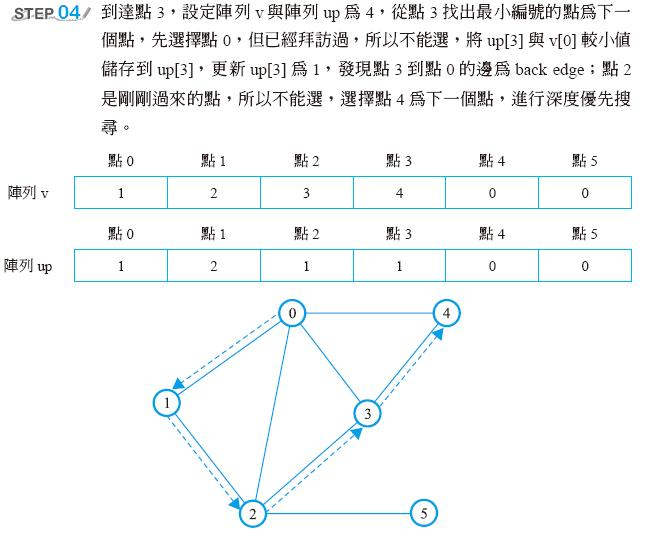 STEP 04 到達點 3，設定陣列 v 與陣列 up 為 4，從點 3 找出最小編號的點為下一
個點，先選擇點 0，但已經拜訪過，所以不能選，將 up[3] 與 v[0] 較小值
儲存到 up[3]，更新 up[3] 為 1，發現點 3 到點 0 的邊為 back edge；點 2
是剛剛過來的點，所以不能選，選擇點 4 為下一個點，進行深度優先搜
尋。
點 0 點 1 點 2 點 3 點 4 點 5
陣列 v 1 2 3 4 0 0
點 0 點 1 點 2 點 3 點 4 點 5
陣列 up 1 2 1 1 0 0
0 4
1 3
2 5